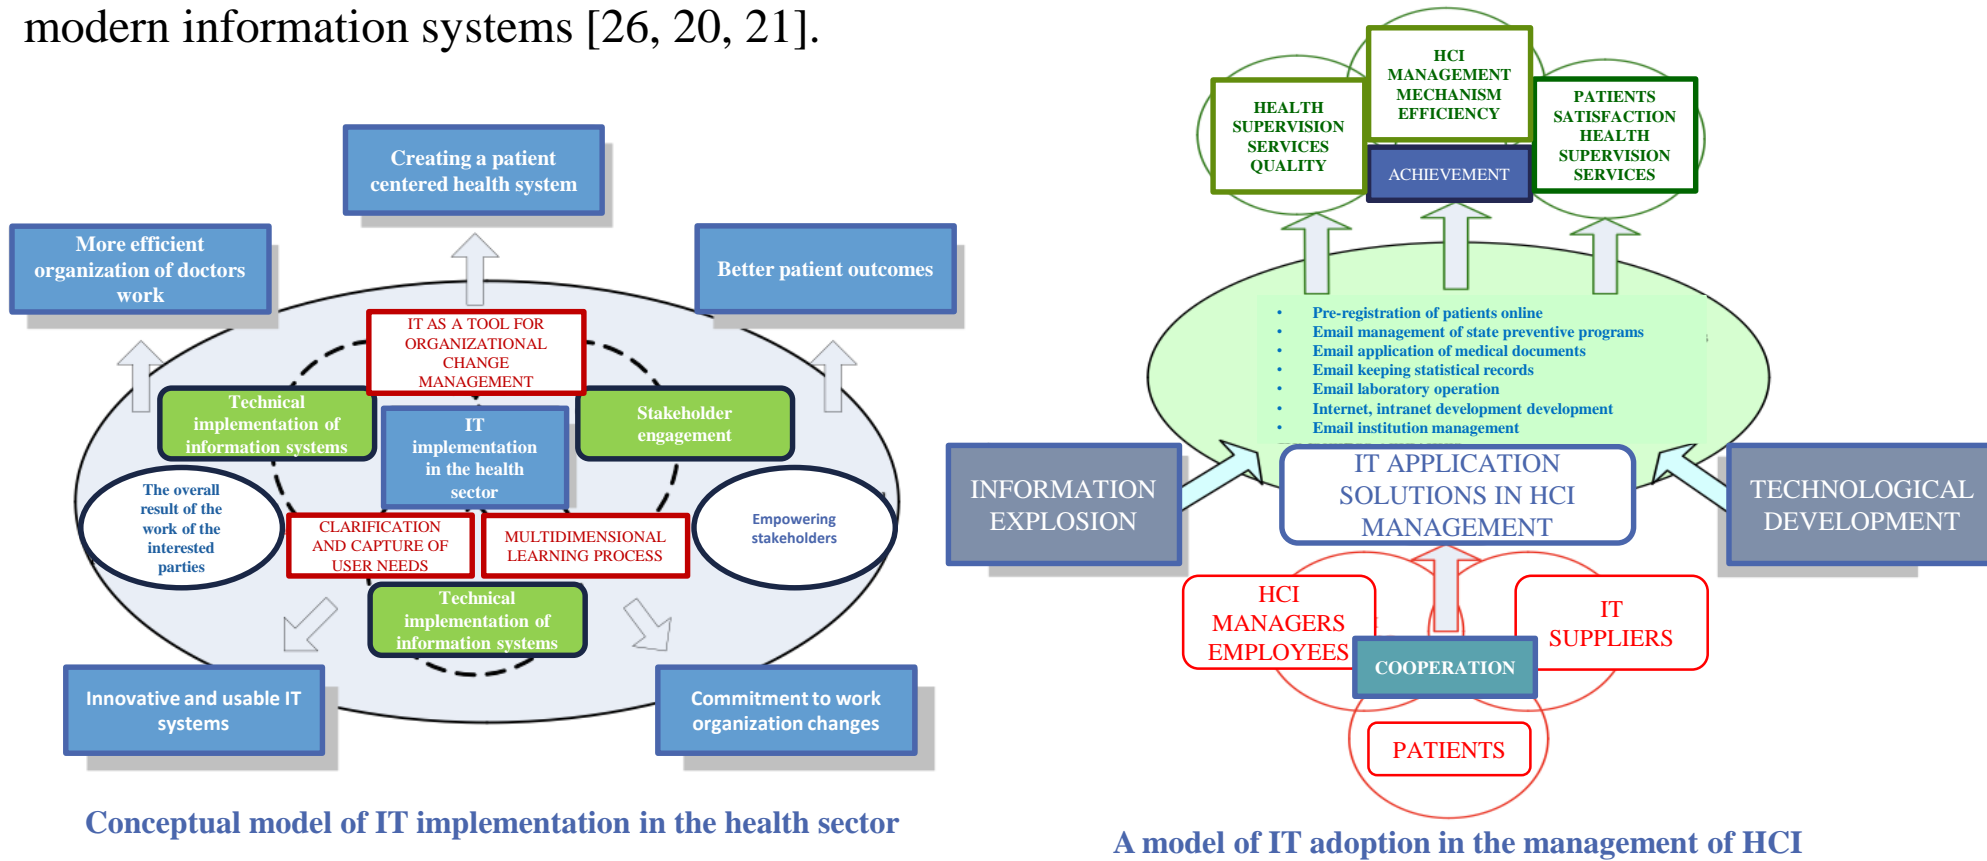 modern information systems [26, 20, 21].
Creating a patient
centered health system
More efficient
organization of doctors
work
Better patient outcomes
IT AS A TOOL FOR
ORGANIZATIONAL
CHANGE
MANAGEMENT
Technical
implementation of
information systems
IT
implementation
in the health
sector
Stakeholder
engagement
The overall
result of the
work of the
interested
parties
CLARIFICATION
AND CAPTURE OF
USER NEEDS
MULTIDIMENSIONAL
LEARNING PROCESS
Empowering
stakeholders
Technical
implementation of
information systems
Innovative and usable IT
systems
Commitment to work
organization changes
Conceptual model of IT implementation in the health sector
HEALTH
SUPERVISION
SERVICES
QUALITY
HCI
MANAGEMENT
MECHANISM
EFFICIENCY
PATIENTS
SATISFACTION
HEALTH
SUPERVISION
SERVICES
ACHIEVEMENT
• Pre-registration of patients online
• Email management of state preventive programs
• Email application of medical documents
• Email keeping statistical records
• Email laboratory operation
• Internet, intranet development development
• Email institution management
INFORMATION
EXPLOSION
IT APPLICATION
SOLUTIONS IN HCI
MANAGEMENT
TECHNOLOGICAL
DEVELOPMENT
HCI
MANAGERS
EMPLOYEES
IT
SUPPLIERS
COOPERATION
PATIENTS
A model of IT adoption in the management of HCI